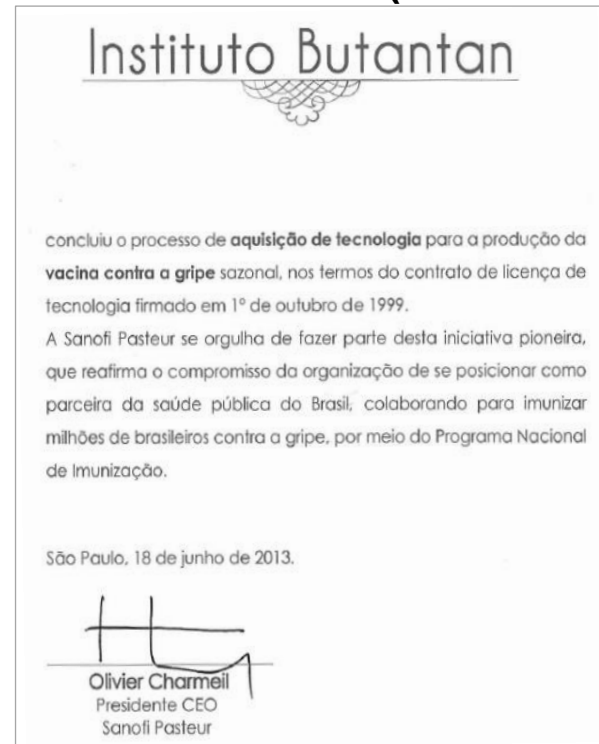 Instituto Butantan
concluiu o processo de aquisição de tecnologia para a produção da
vacina contra a gripe sazonal, nos termos do contrato de licença de
tecnologia firmado em 1º de outubro de 1999.
A Sanofi Pasteur se orgulha de fazer parte desta iniciativa pioneira,
que reafirma o compromisso da organização de se posicionar como
parceira da saúde pública do Brasil, colaborando para imunizar
milhões de brasileiros contra a gripe, por meio do Programa Nacional
de Imunização.
São Paulo, 18 de junho de 2013.
Olivier Charmeil
Presidente CEO
Sanofi Pasteur